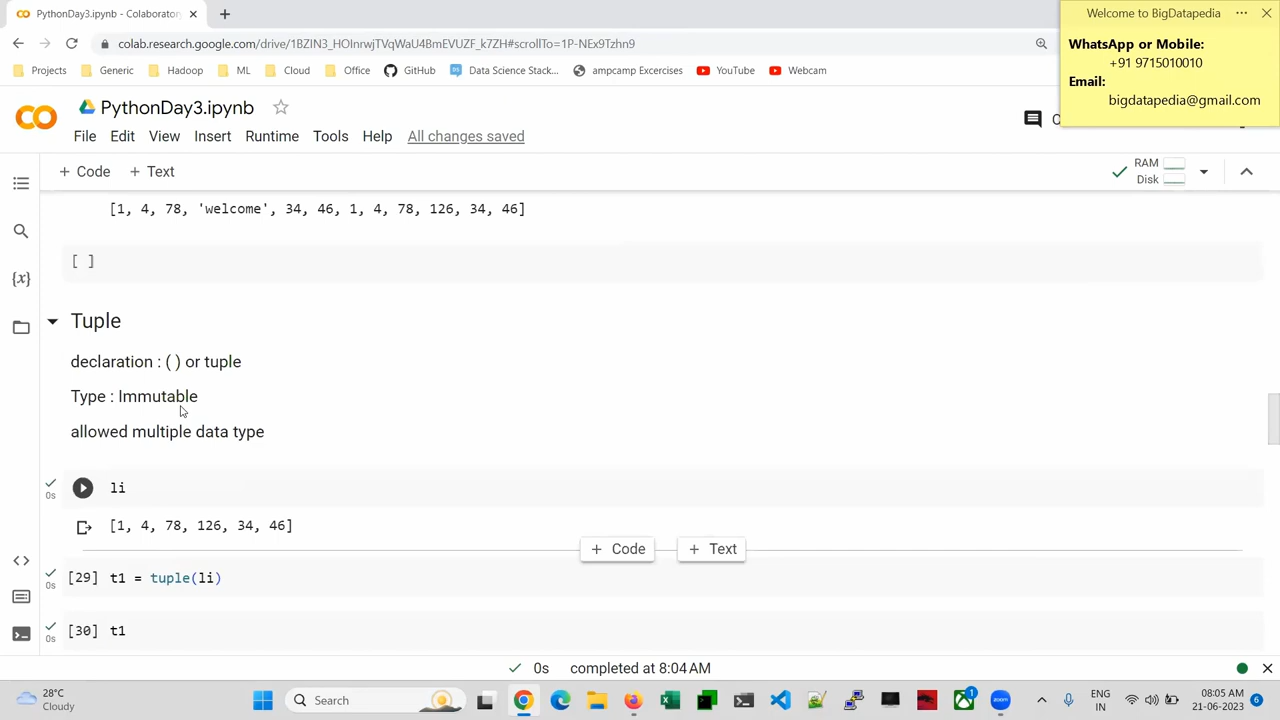 PythonDay3.ipynb - Colaborator
Welcome to BigDatapedia
colab.research.google.com/drive/1BZIN3_HOInrwjTVqWaU4BmEVUZF_k7ZH#scrollTo=1P-NEx9Tzhn9
WhatsApp or Mobile:
+91 9715010010
Email:
bigdatapedia@gmail.com
Projects Generic Hadoop ML Cloud Office GitHub Data Science Stack... ampcamp Excercises YouTube Webcam
PythonDay3.ipynb
File Edit View Insert Runtime Tools Help All changes saved
+ Code + Text
RAM
Disk
[1, 4, 78, 'welcome', 34, 46, 1, 4, 78, 126, 34, 46]
[ ]
Tuple
declaration : ( ) or tuple
Type : Immutable
allowed multiple data type
0s
li
[1, 4, 78, 126, 34, 46]
+ Code + Text
0s
[29] t1 = tuple(li)
0s
[30] t1
0s completed at 8:04 AM
28°C
Cloudy
Search
ENG
IN
08:05 AM
21-06-2023
6
1